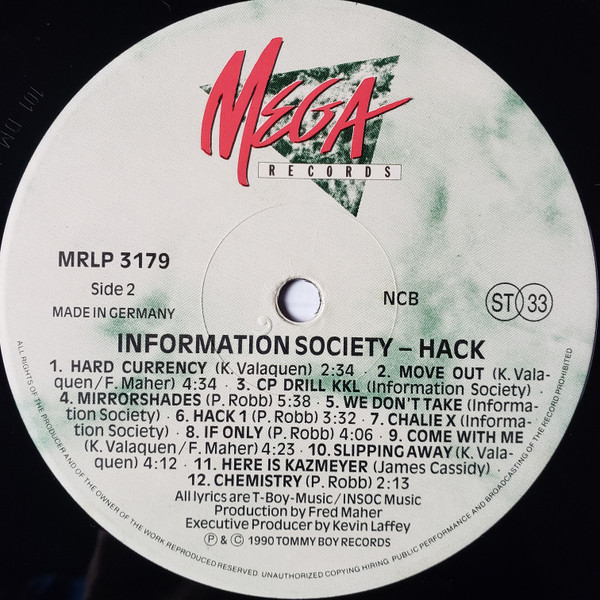 MEGA
RECORDS
MRLP 3179
Side 2
MADE IN GERMANY
NCB
ST 33
INFORMATION SOCIETY – HACK
1. HARD CURRENCY (K. Valaquen) 2:34 · 2. MOVE OUT (K. Vala-
quen / F. Maher) 4:34 · 3. CP DRILL KKL (Information Society) ·
4. MIRRORSHADES (P. Robb) 5:38 · 5. WE DON'T TAKE (Informa-
tion Society) · 6. HACK 1 (P. Robb) 3:32 · 7. CHALIE X (Informa-
tion Society) · 8. IF ONLY (P. Robb) 4:06 · 9. COME WITH ME
(K. Valaquen / F. Maher) 4:23 · 10. SLIPPING AWAY (K. Vala-
quen) 4:12 · 11. HERE IS KAZMEYER (James Cassidy) ·
12. CHEMISTRY (P. Robb) 2:13
All lyrics are T-Boy-Music / INSOC Music
Production by Fred Maher
Executive Producer by Kevin Laffey
Ⓟ & © 1990 TOMMY BOY RECORDS
ALL RIGHTS OF THE PRODUCER AND OF THE OWNER OF THE WORK REPRODUCED RESERVED. UNAUTHORIZED COPYING HIRING. PUBLIC PERFORMANCE AND BROADCASTING OF THE RECORD PROHIBITED